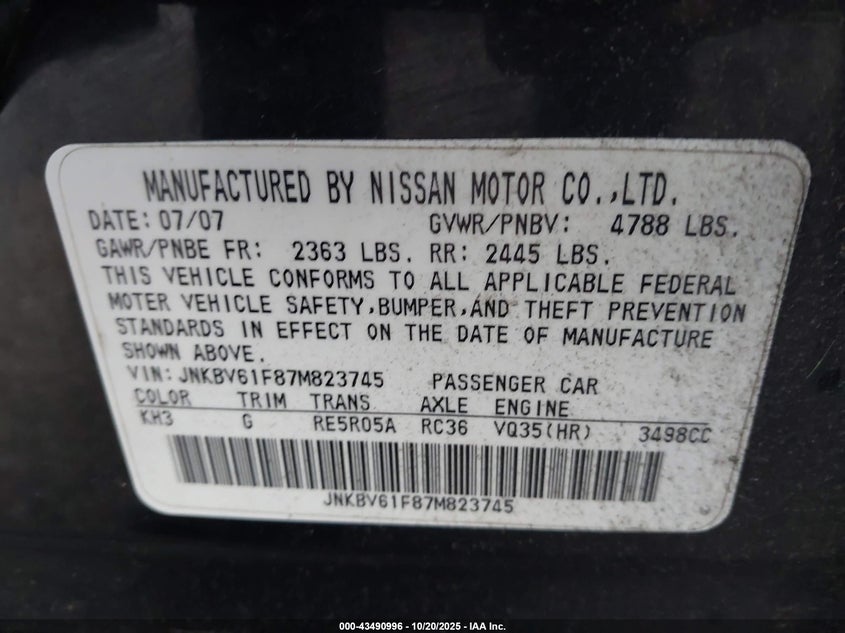 MANUFACTURED BY NISSAN MOTOR CO.,LTD.
DATE: 07/07 GVWR/PNBV: 4788 LBS.
GAWR/PNBE FR: 2363 LBS. RR: 2445 LBS.
THIS VEHICLE CONFORMS TO ALL APPLICABLE FEDERAL
MOTER VEHICLE SAFETY,BUMPER,AND THEFT PREVENTION
STANDARDS IN EFFECT ON THE DATE OF MANUFACTURE
SHOWN ABOVE.
VIN: JNKBV61F87M823745 PASSENGER CAR
COLOR TRIM TRANS AXLE ENGINE
KH3 G RE5R05A RC36 VQ35(HR) 3498CC
JNKBV61F87M823745
000-43490996 - 10/20/2025 - IAA Inc.